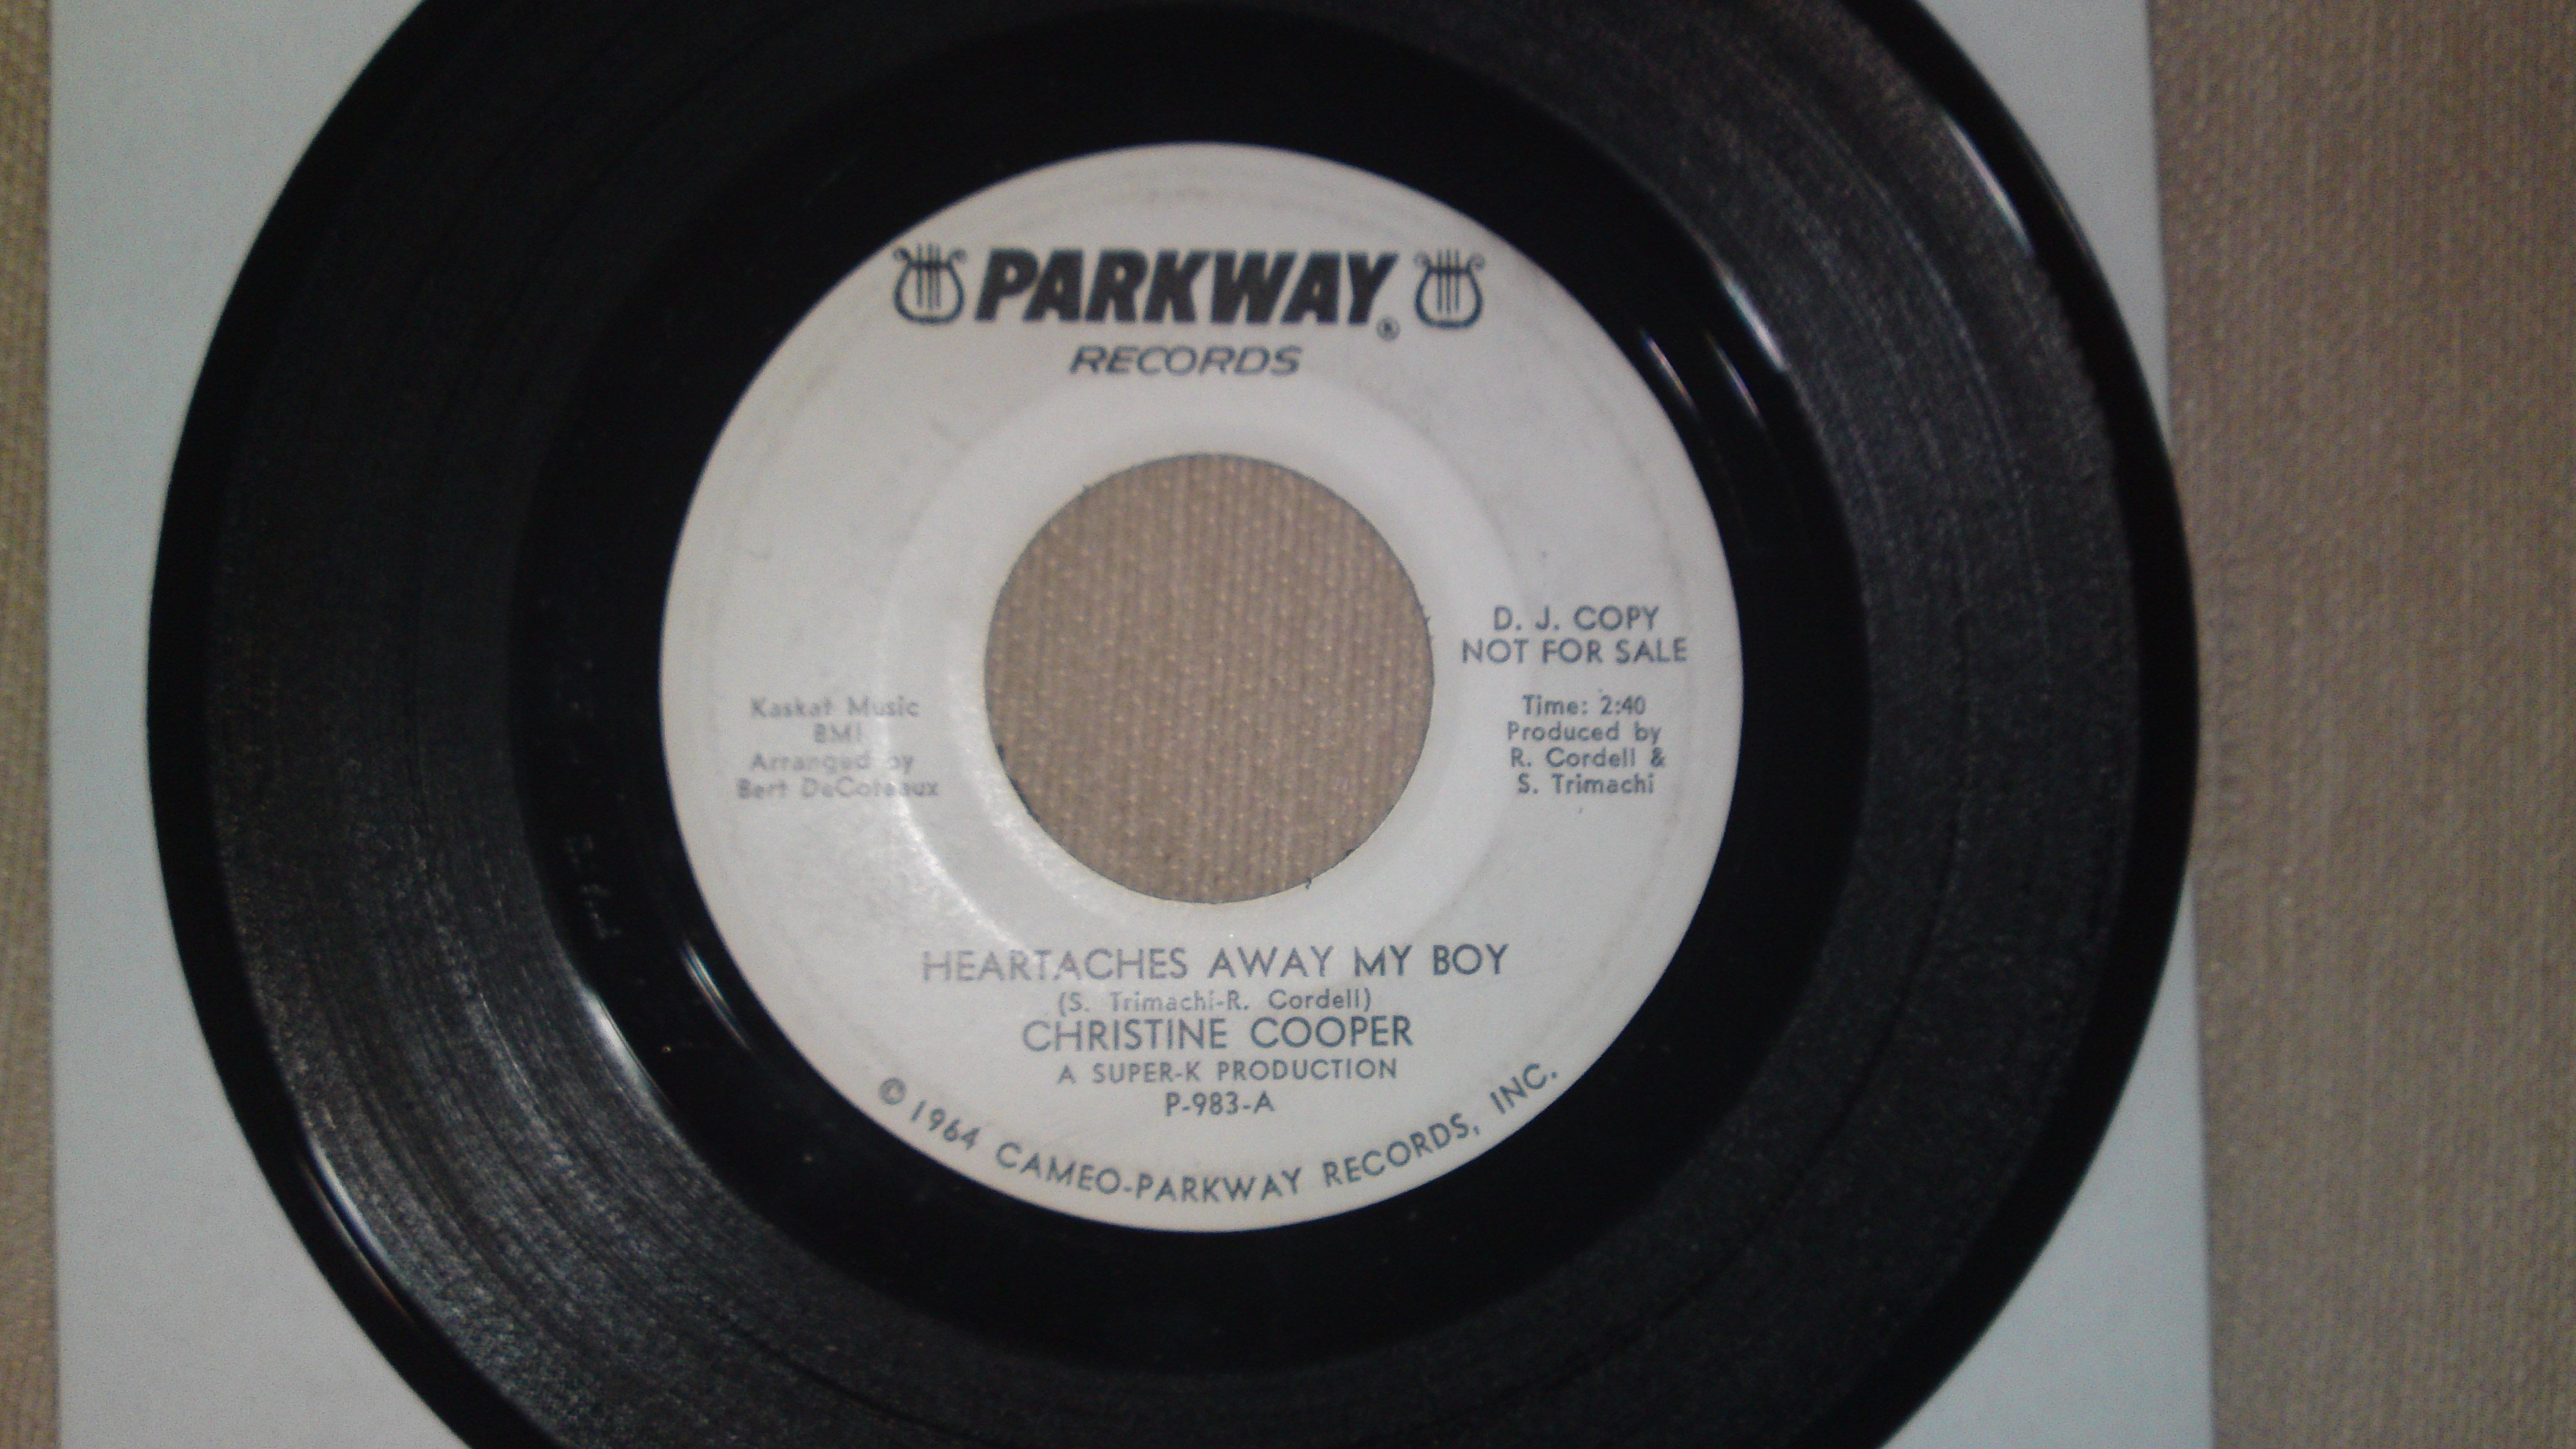 PARKWAY®
RECORDS
D. J. COPY
NOT FOR SALE
Kaskat Music
BMI
Arranged by
Bert DeCoteaux
Time: 2:40
Produced by
R. Cordell &
S. Trimachi
HEARTACHES AWAY MY BOY
(S. Trimachi-R. Cordell)
CHRISTINE COOPER
A SUPER-K PRODUCTION
P-983-A
© 1964 CAMEO-PARKWAY RECORDS, INC.